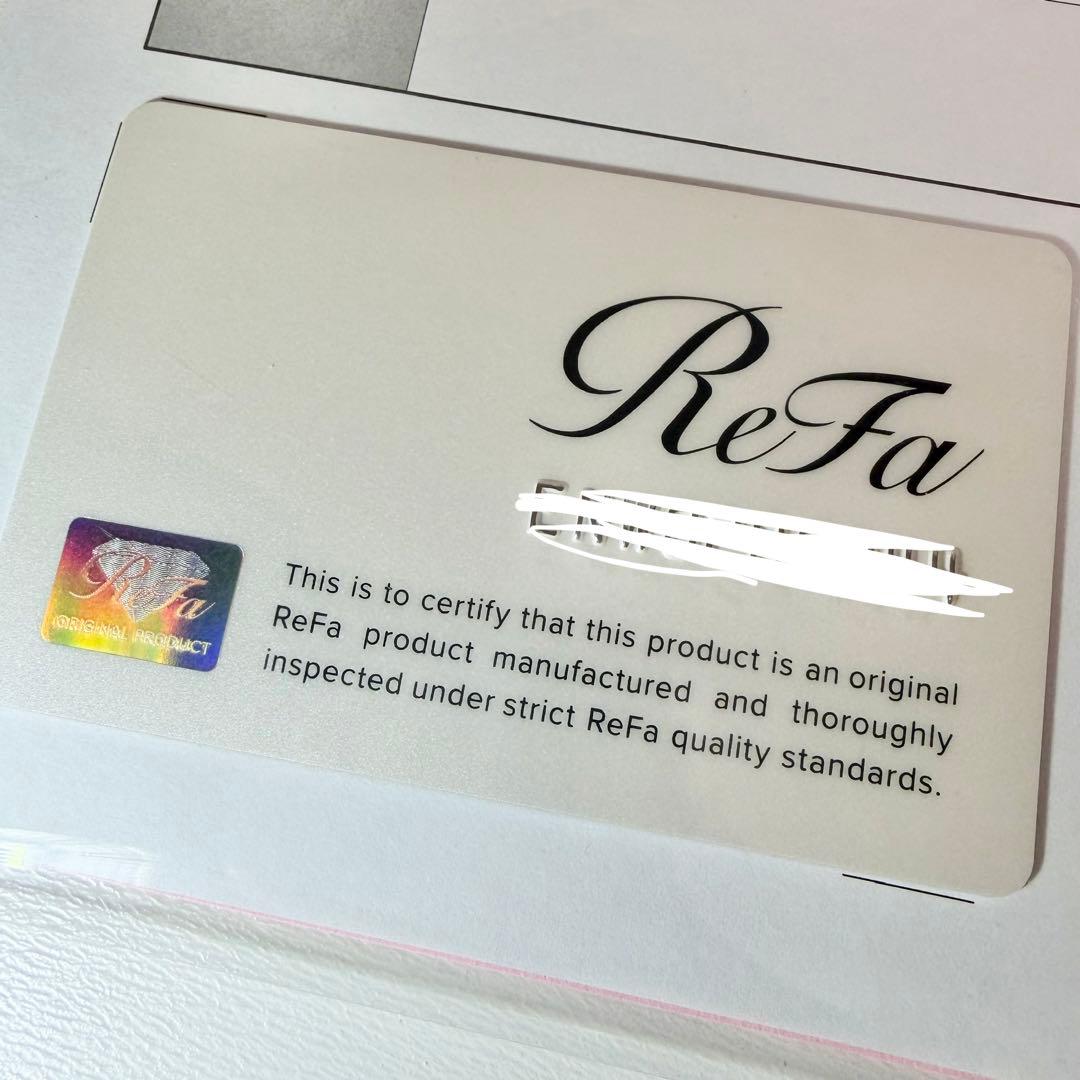 ReFa
This is to certify that this product is an original
ReFa product manufactured and thoroughly
inspected under strict ReFa quality standards.
ReFa
ORIGINAL PRODUCT